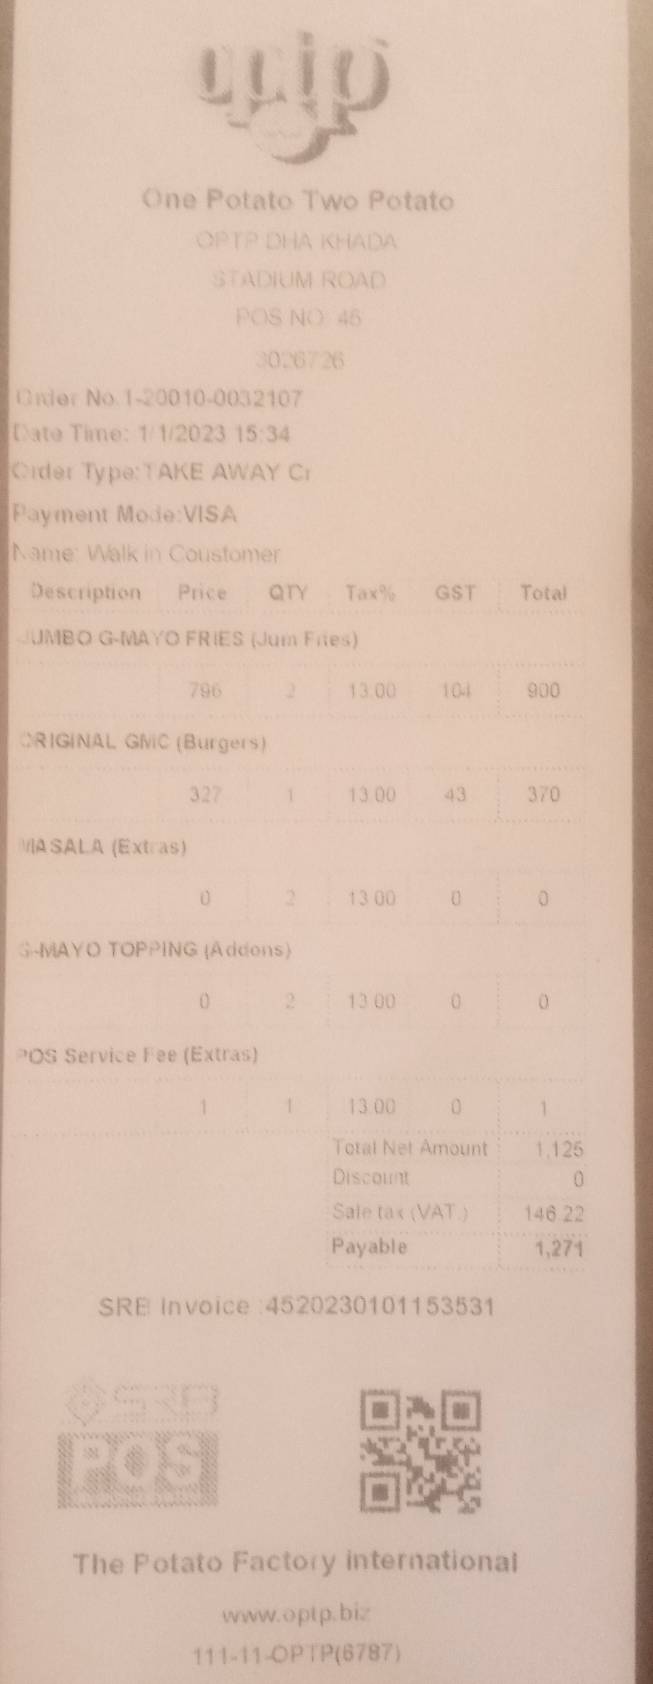 optp
One Potato Two Potato
OPTP DHA KHADA
STADIUM ROAD
POS NO. 45
3026726
Order No.1-20010-0032107
Date Time: 1/1/2023 15:34
Order Type:TAKE AWAY Cr
Payment Mode:VISA
Name: Walk in Coustomer
Description Price QTY Tax% GST Total
JUMBO G-MAYO FRIES (Jum Fries)
796 2 13.00 104 900
ORIGINAL GMC (Burgers)
327 1 13.00 43 370
MASALA (Extras)
0 2 13.00 0 0
G-MAYO TOPPING (Addons)
0 2 13.00 0 0
POS Service Fee (Extras)
1 1 13.00 0 1
Total Net Amount 1,125
Discount 0
Sale tax (VAT.) 146.22
Payable 1,271
SRB Invoice :4520230101153531
SRB
POS
The Potato Factory international
www.optp.biz
111-11-OPTP(6787)